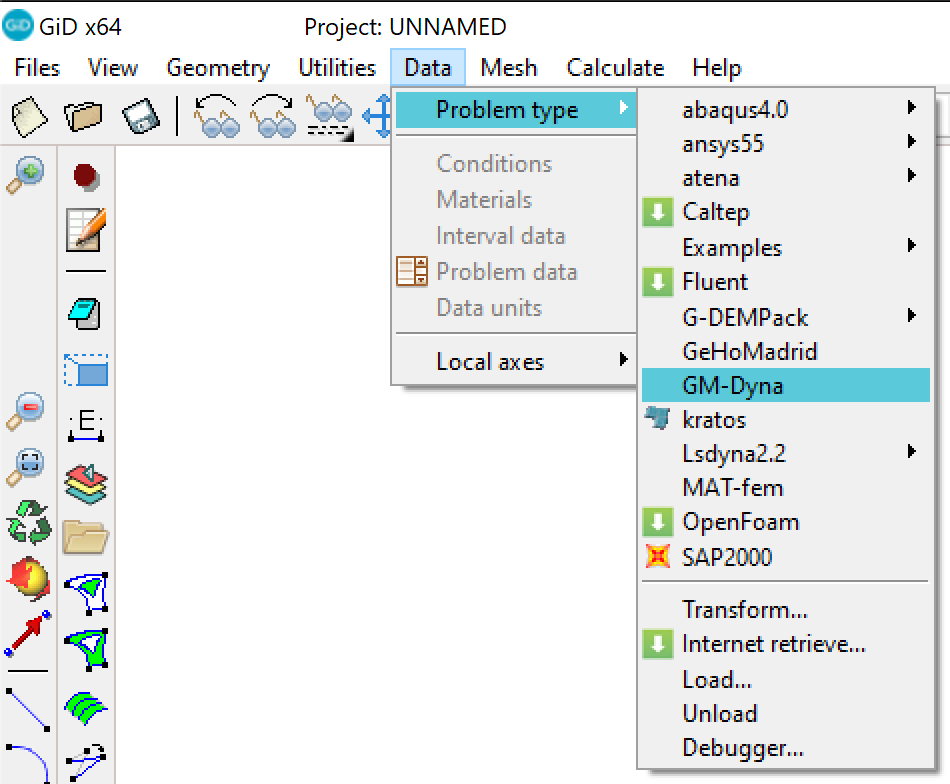 GiD GiD x64 Project: UNNAMED
Files View Geometry Utilities Data Mesh Calculate Help
Problem type
Conditions
Materials
Interval data
Problem data
Data units
Local axes
abaqus4.0
ansys55
atena
Caltep
Examples
Fluent
G-DEMPack
GeHoMadrid
GM-Dyna
kratos
Lsdyna2.2
MAT-fem
OpenFoam
SAP2000
Transform...
Internet retrieve...
Load...
Unload
Debugger...
E